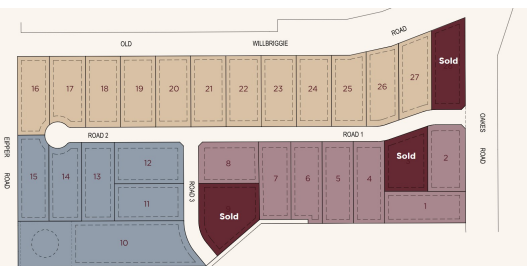 OLD WILLBRIGGIE ROAD
Sold
16 17 18 19 20 21 22 23 24 25 26 27
OAKES ROAD
EPPER ROAD
ROAD 2 ROAD 1
15 14 13 12
11
10
ROAD 3
8 7 6 5 4 Sold 2
Sold
1